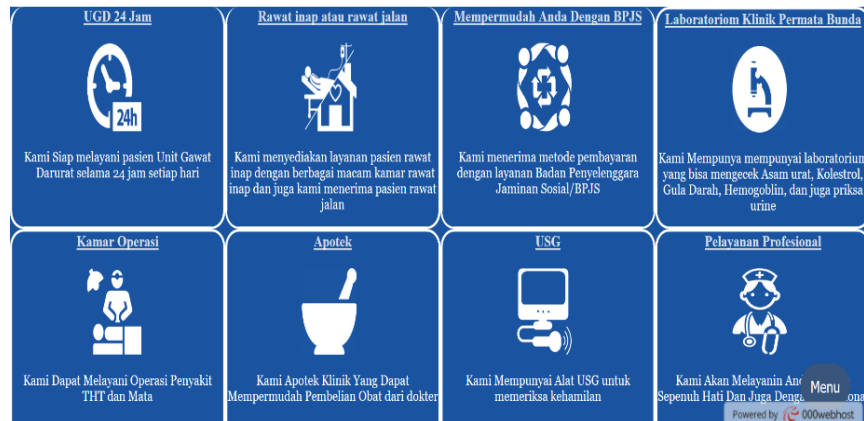 UGD 24 Jam
24h
Kami Siap melayani pasien Unit Gawat
Darurat selama 24 jam setiap hari
Rawat inap atau rawat jalan
Kami menyediakan layanan pasien rawat
inap dengan berbagai macam kamar rawat
inap dan juga kami menerima pasien rawat
jalan
Mempermudah Anda Dengan BPJS
Kami menerima metode pembayaran
dengan layanan Badan Penyelenggara
Jaminan Sosial/BPJS
Laboratoriom Klinik Permata Bunda
Kami Mempunya mempunyai laboratorium
yang bisa mengecek Asam urat, Kolestrol,
Gula Darah, Hemogoblin, dan juga priksa
urine
Kamar Operasi
Kami Dapat Melayani Operasi Penyakit
THT dan Mata
Apotek
Kami Apotek Klinik Yang Dapat
Mempermudah Pembelian Obat dari dokter
USG
Kami Mempunyai Alat USG untuk
memeriksa kehamilan
Pelayanan Profesional
Kami Akan Melayanin
Sepenuh Hati Dan Juga
Menu
Powered by 000webhost